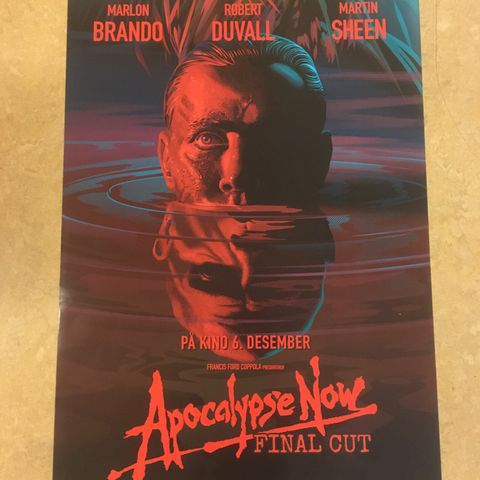 MARLON ROBERT MARTIN
BRANDO DUVALL SHEEN
PÅ KINO 6. DESEMBER
FRANCIS FORD COPPOLA PRESENTERER
Apocalypse Now
FINAL CUT